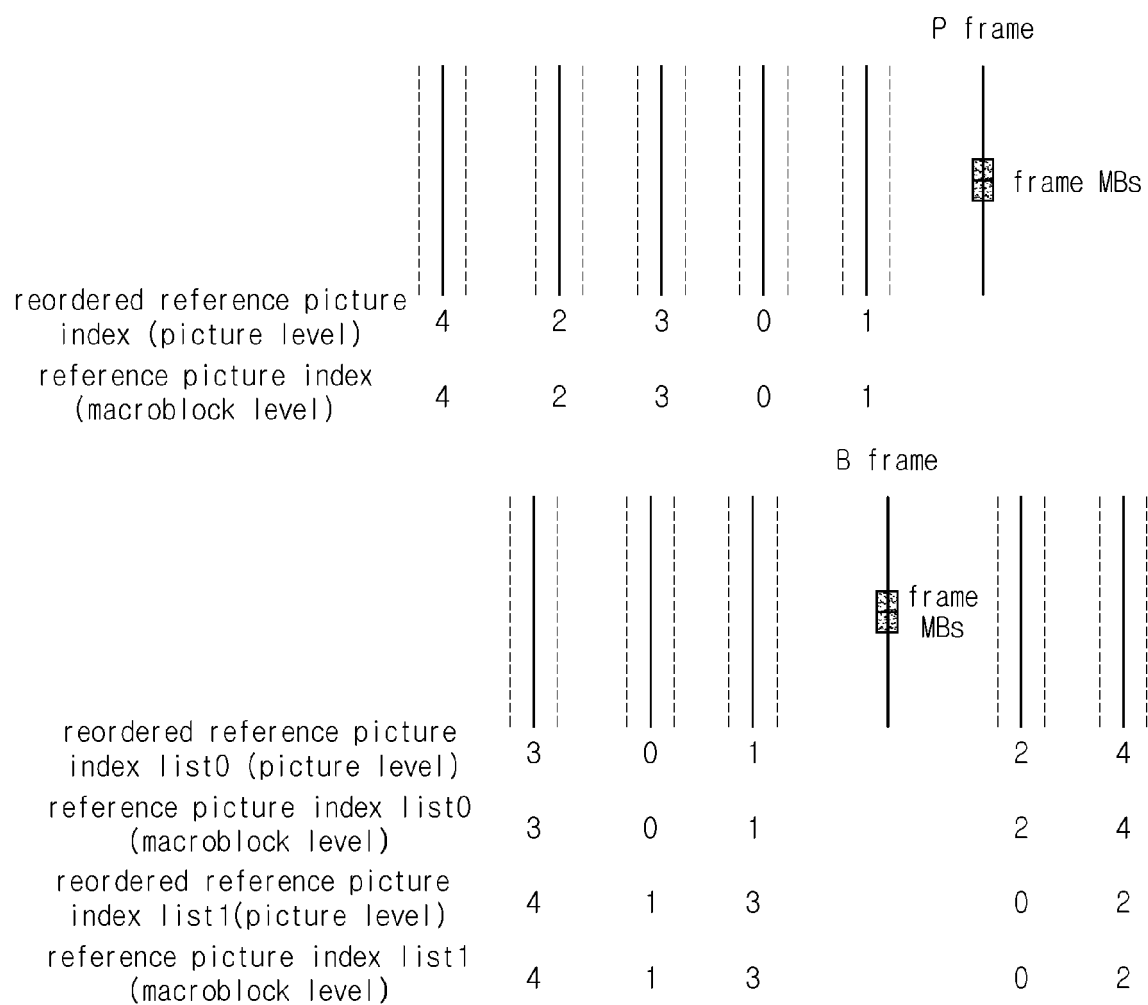 P frame
frame MBs
reordered reference picture
index (picture level) 4 2 3 0 1
reference picture index
(macroblock level) 4 2 3 0 1
B frame
frame
MBs
reordered reference picture
index list0 (picture level) 3 0 1 2 4
reference picture index list0
(macroblock level) 3 0 1 2 4
reordered reference picture
index list1(picture level) 4 1 3 0 2
reference picture index list1
(macroblock level) 4 1 3 0 2